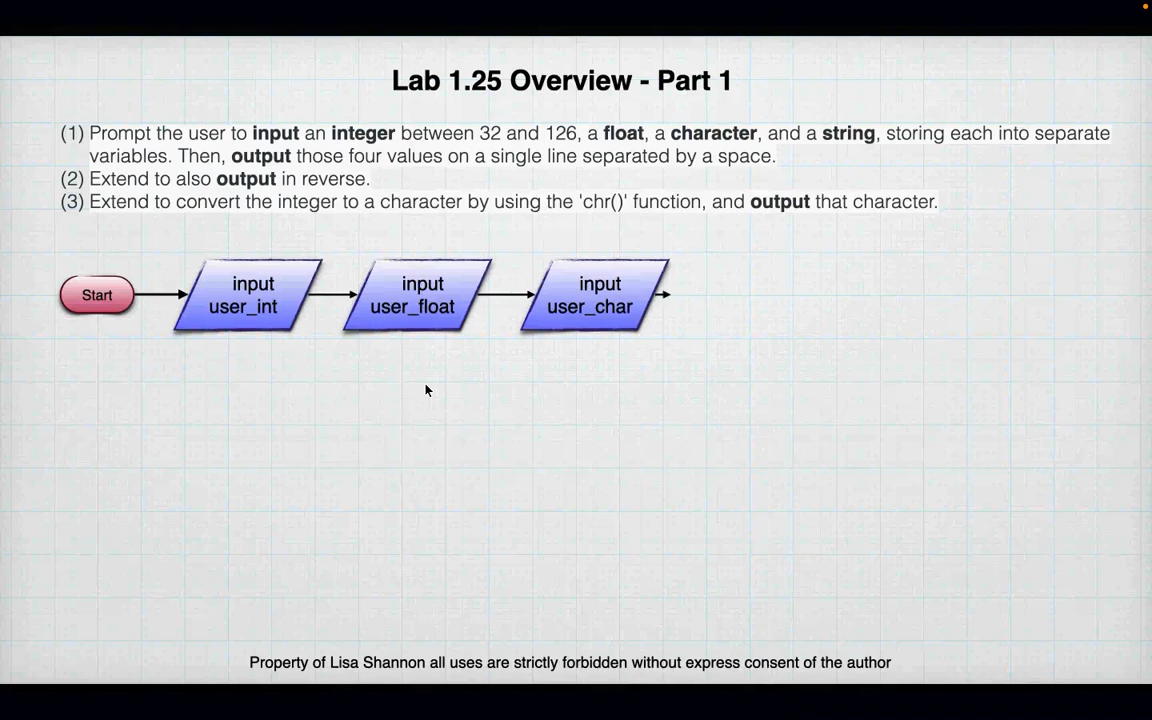 Lab 1.25 Overview - Part 1
(1) Prompt the user to input an integer between 32 and 126, a float, a character, and a string, storing each into separate
variables. Then, output those four values on a single line separated by a space.
(2) Extend to also output in reverse.
(3) Extend to convert the integer to a character by using the 'chr()' function, and output that character.
Start
input
user_int
input
user_float
input
user_char
Property of Lisa Shannon all uses are strictly forbidden without express consent of the author